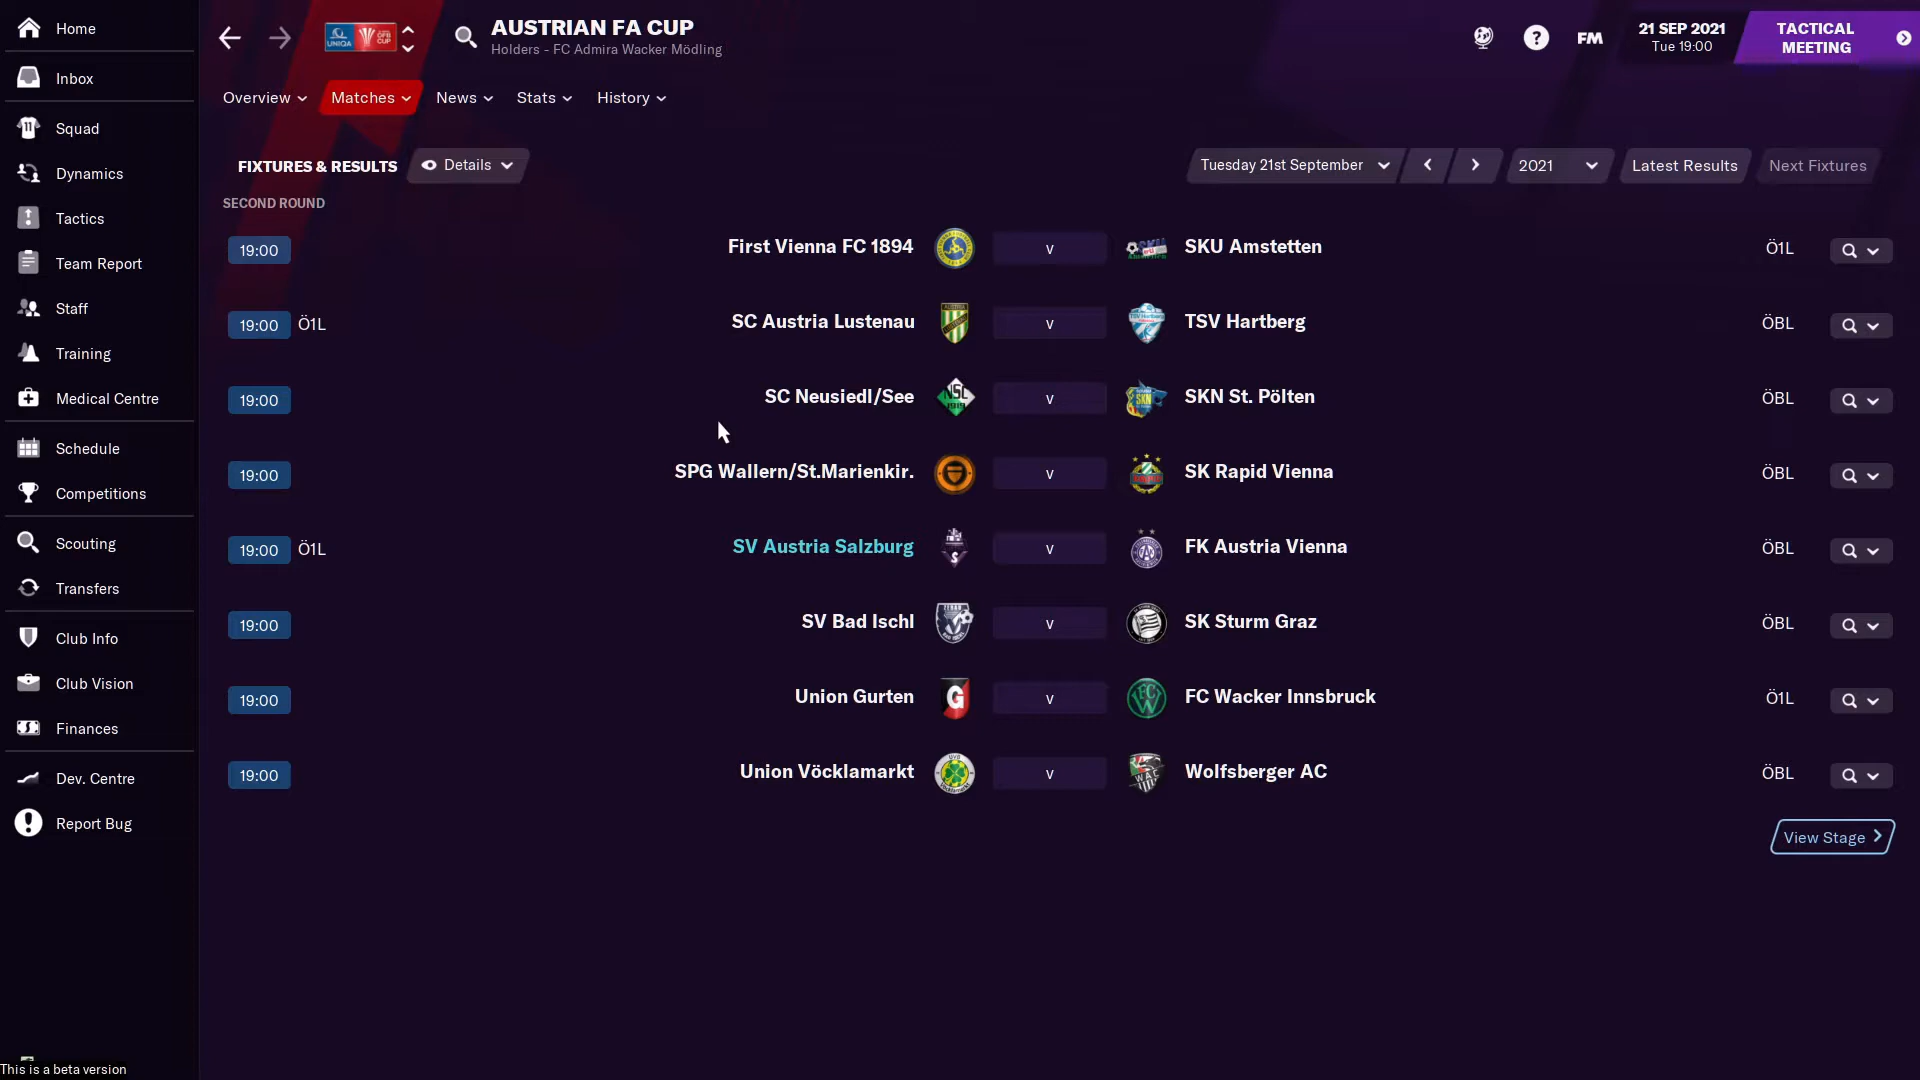 Home
Inbox
Squad
Dynamics
Tactics
Team Report
Staff
Training
Medical Centre
Schedule
Competitions
Scouting
Transfers
Club Info
Club Vision
Finances
Dev. Centre
Report Bug
This is a beta version
UNIQA ÖFB CUP
AUSTRIAN FA CUP
Holders - FC Admira Wacker Mödling
FM
21 SEP 2021
Tue 19:00
TACTICAL
MEETING
Overview Matches News Stats History
FIXTURES & RESULTS Details Tuesday 21st September 2021 Latest Results Next Fixtures
SECOND ROUND
19:00 First Vienna FC 1894 v SKU Amstetten Ö1L
19:00 Ö1L SC Austria Lustenau v TSV Hartberg ÖBL
19:00 SC Neusiedl/See v SKN St. Pölten ÖBL
19:00 SPG Wallern/St.Marienkir. v SK Rapid Vienna ÖBL
19:00 Ö1L SV Austria Salzburg v FK Austria Vienna ÖBL
19:00 SV Bad Ischl v SK Sturm Graz ÖBL
19:00 Union Gurten v FC Wacker Innsbruck Ö1L
19:00 Union Vöcklamarkt v Wolfsberger AC ÖBL
View Stage